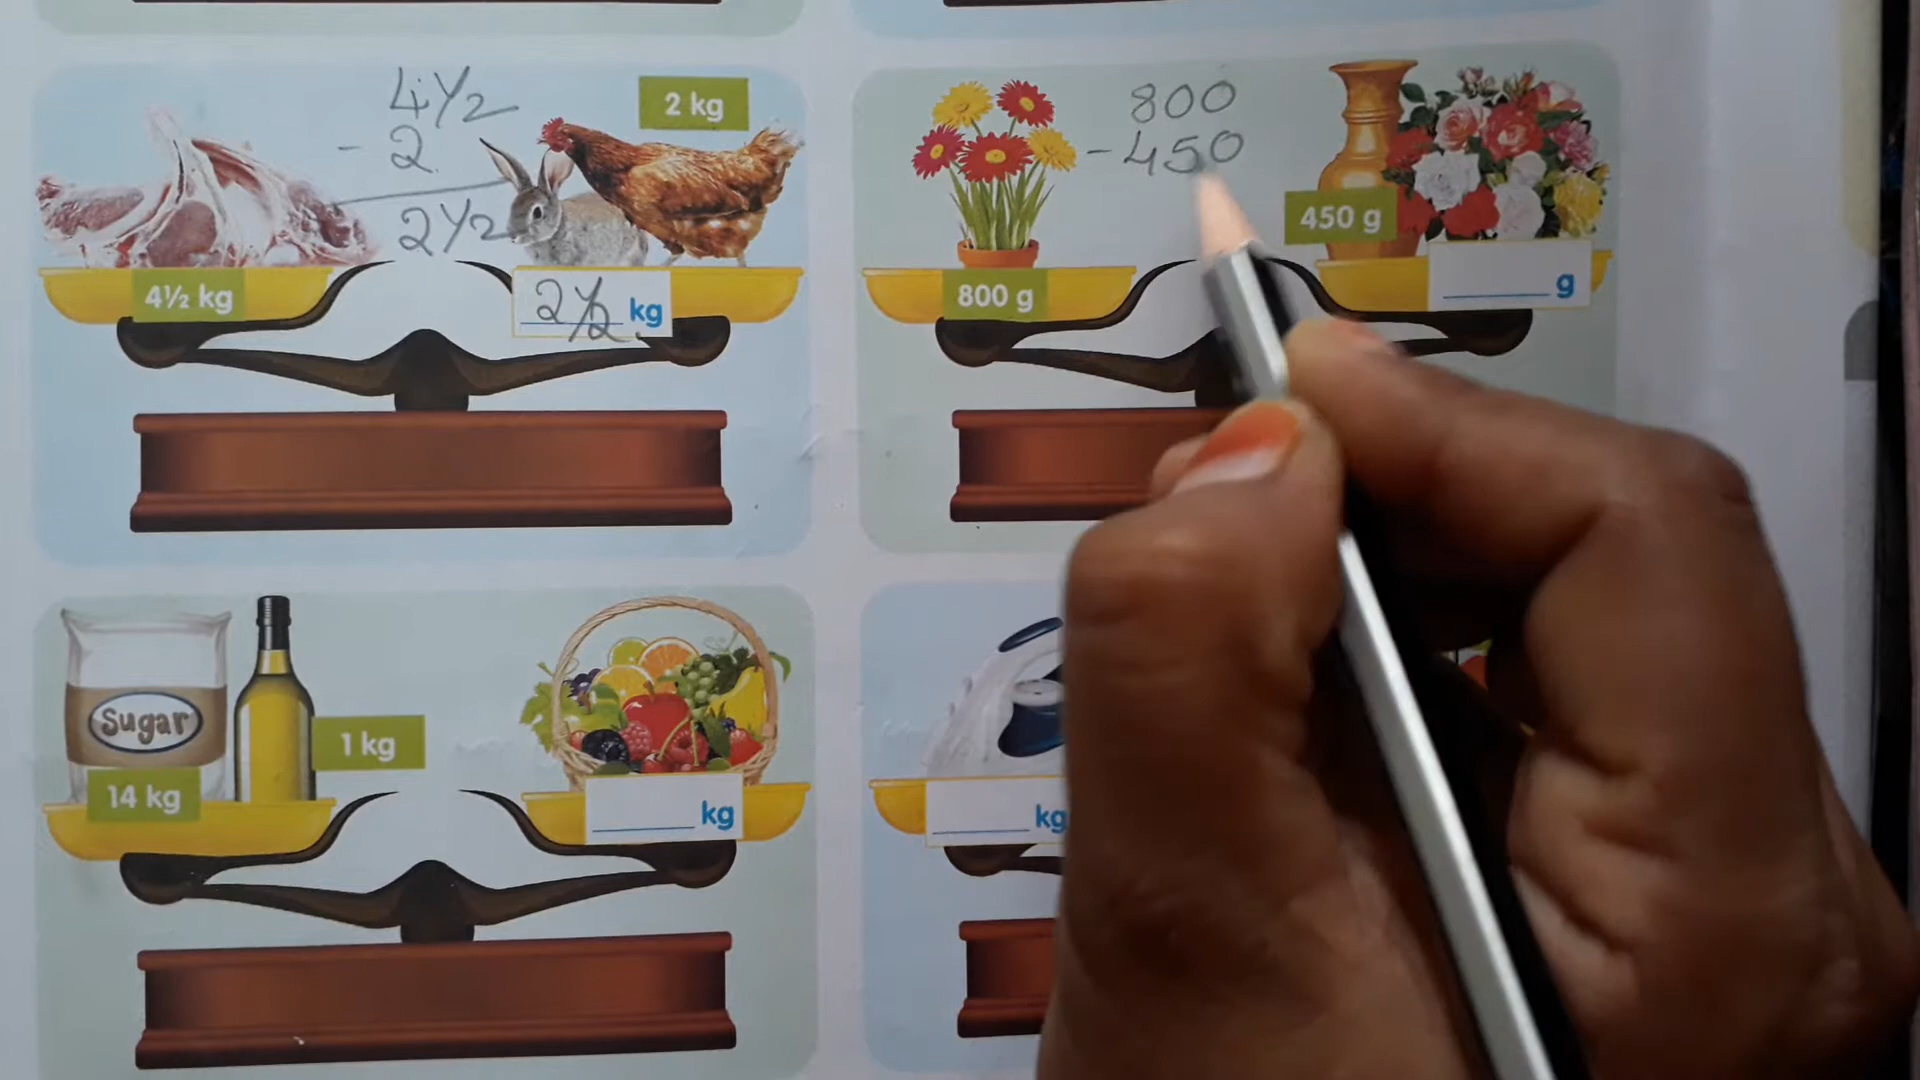 4½
- 2
2½
2 kg
4½ kg
2½ kg
800
- 450
450 g
800 g
g
Sugar
1 kg
14 kg
kg
kg